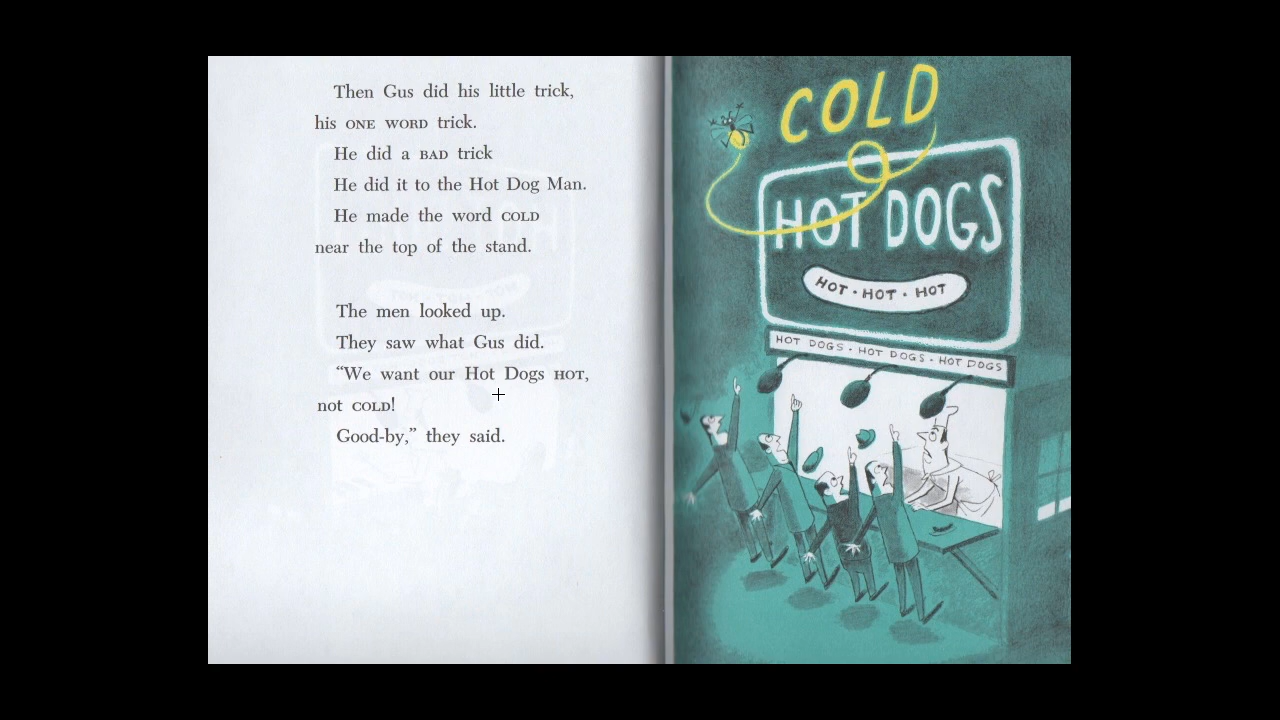 Then Gus did his little trick,
his ONE WORD trick.
He did a BAD trick
He did it to the Hot Dog Man.
He made the word COLD
near the top of the stand.
The men looked up.
They saw what Gus did.
“We want our Hot Dogs HOT,
not COLD!
Good-by,” they said.
COLD
HOT DOGS
HOT · HOT · HOT
HOT DOGS · HOT DOGS · HOT DOGS